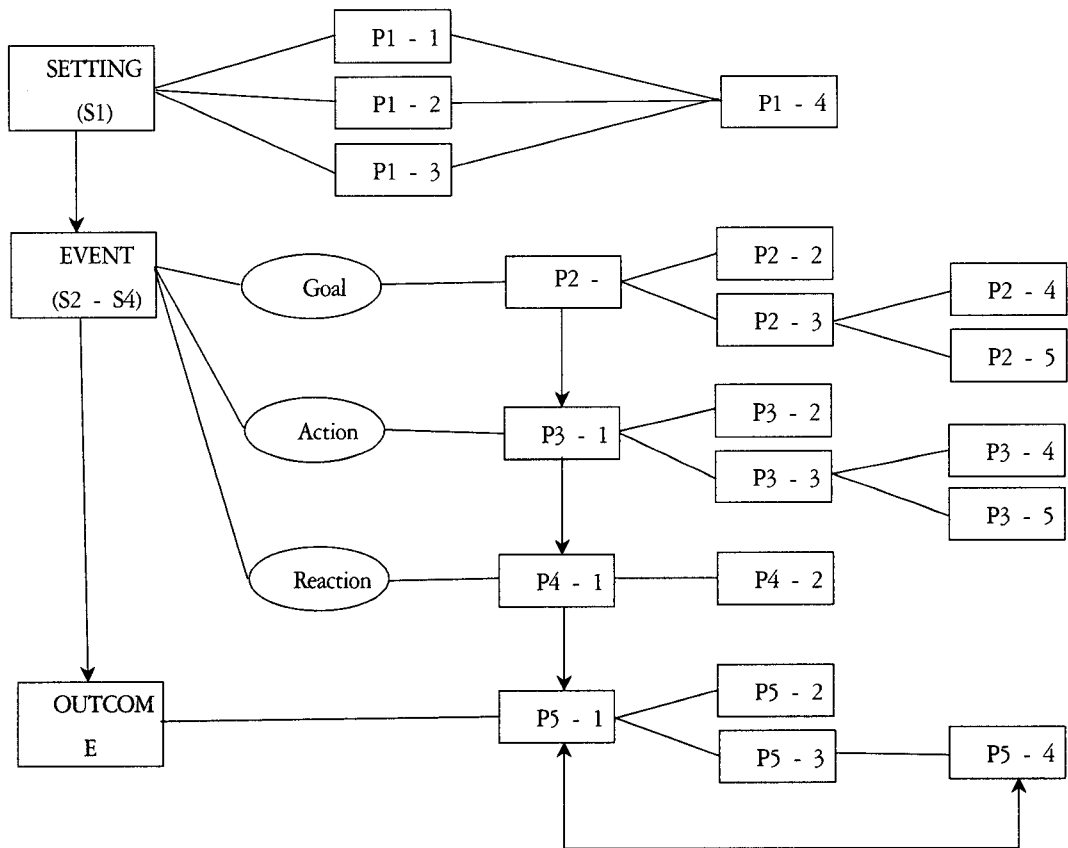 SETTING
(S1)
P1 - 1
P1 - 2
P1 - 3
P1 - 4
EVENT
(S2 - S4)
Goal
P2 -
P2 - 2
P2 - 3
P2 - 4
P2 - 5
Action
P3 - 1
P3 - 2
P3 - 3
P3 - 4
P3 - 5
Reaction
P4 - 1
P4 - 2
OUTCOM
E
P5 - 1
P5 - 2
P5 - 3
P5 - 4